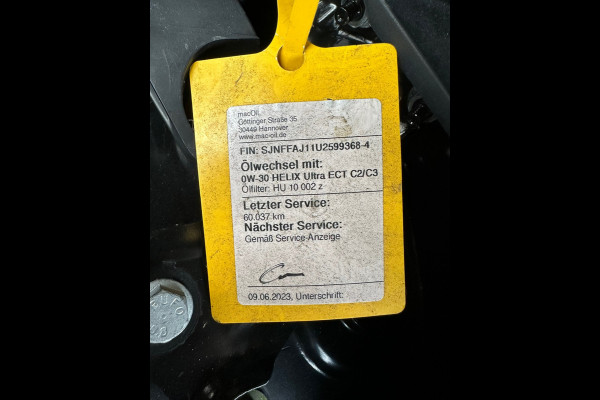 macOil
Göttinger Straße 35
30449 Hannover
www.mac-oil.de
FIN: SJNFFAJ11U2599368-4
Ölwechsel mit:
0W-30 HELIX Ultra ECT C2/C3
Ölfilter: HU 10 002 z
Letzter Service:
60.037 km
Nächster Service:
Gemäß Service-Anzeige
09.06.2023, Unterschrift: